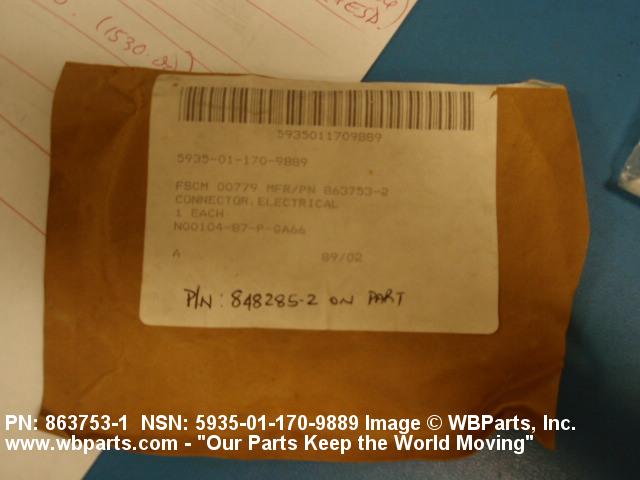 (1530.
5935011709889
5935-01-170-9889
FSCM 00779 MFR/PN 863753-2
CONNECTOR,ELECTRICAL
1 EACH
N00104-87-P-GA66
A 89/02
P/N: 848285-2 ON PART
PN: 863753-1 NSN: 5935-01-170-9889 Image © WBParts, Inc.
www.wbparts.com - "Our Parts Keep the World Moving"